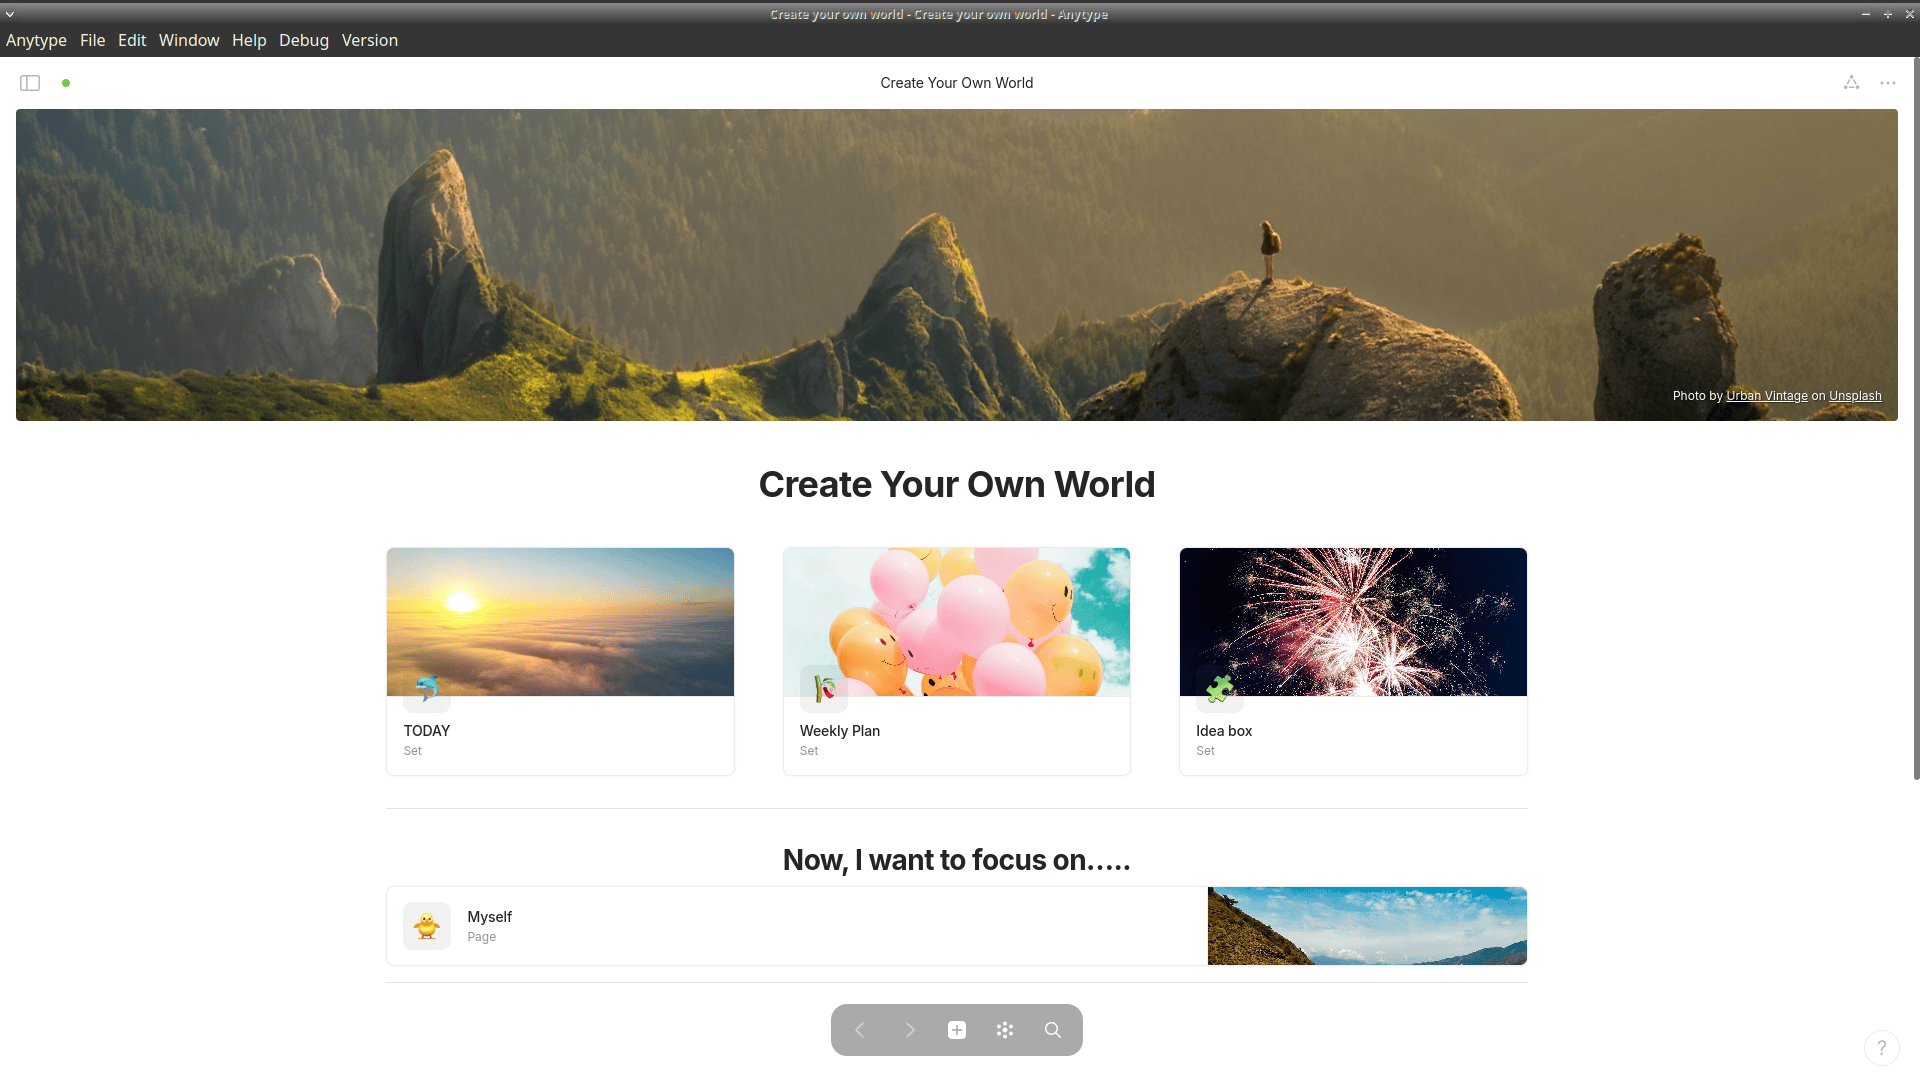 Create your own world - Create your own world - Anytype
Anytype File Edit Window Help Debug Version
Create Your Own World
Photo by Urban Vintage on Unsplash
Create Your Own World
TODAY
Set
Weekly Plan
Set
Idea box
Set
Now, I want to focus on.....
Myself
Page
?